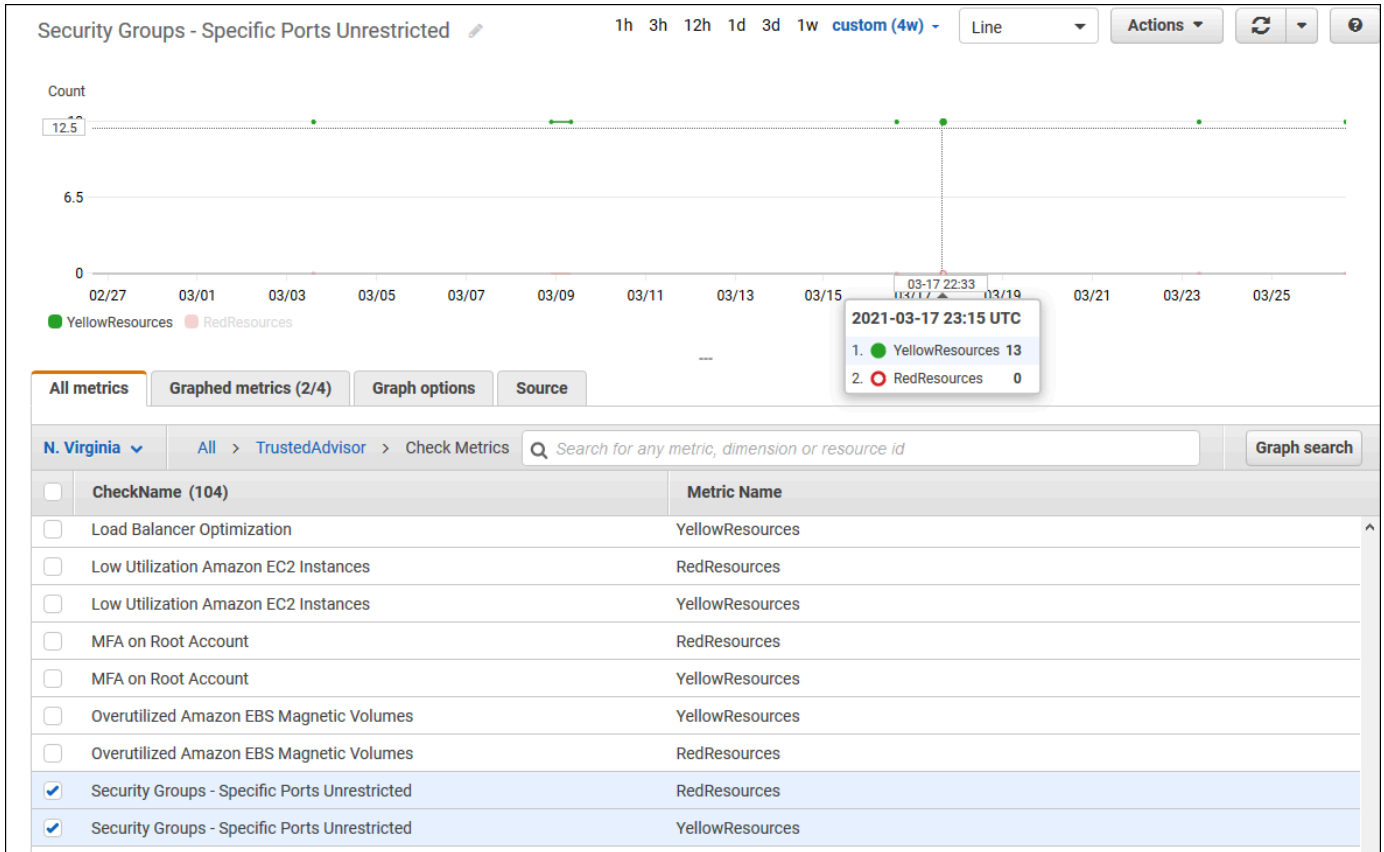 Security Groups - Specific Ports Unrestricted
1h 3h 12h 1d 3d 1w custom (4w) Line Actions
Count
12.5
6.5
0
02/27 03/01 03/03 03/05 03/07 03/09 03/11 03/13 03/15 03/17 03/19 03/21 03/23 03/25
03-17 22:33
YellowResources RedResources
2021-03-17 23:15 UTC
1. YellowResources 13
2. RedResources 0
All metrics Graphed metrics (2/4) Graph options Source
N. Virginia All > TrustedAdvisor > Check Metrics Search for any metric, dimension or resource id Graph search
CheckName (104) Metric Name
Load Balancer Optimization YellowResources
Low Utilization Amazon EC2 Instances RedResources
Low Utilization Amazon EC2 Instances YellowResources
MFA on Root Account RedResources
MFA on Root Account YellowResources
Overutilized Amazon EBS Magnetic Volumes YellowResources
Overutilized Amazon EBS Magnetic Volumes RedResources
Security Groups - Specific Ports Unrestricted RedResources
Security Groups - Specific Ports Unrestricted YellowResources